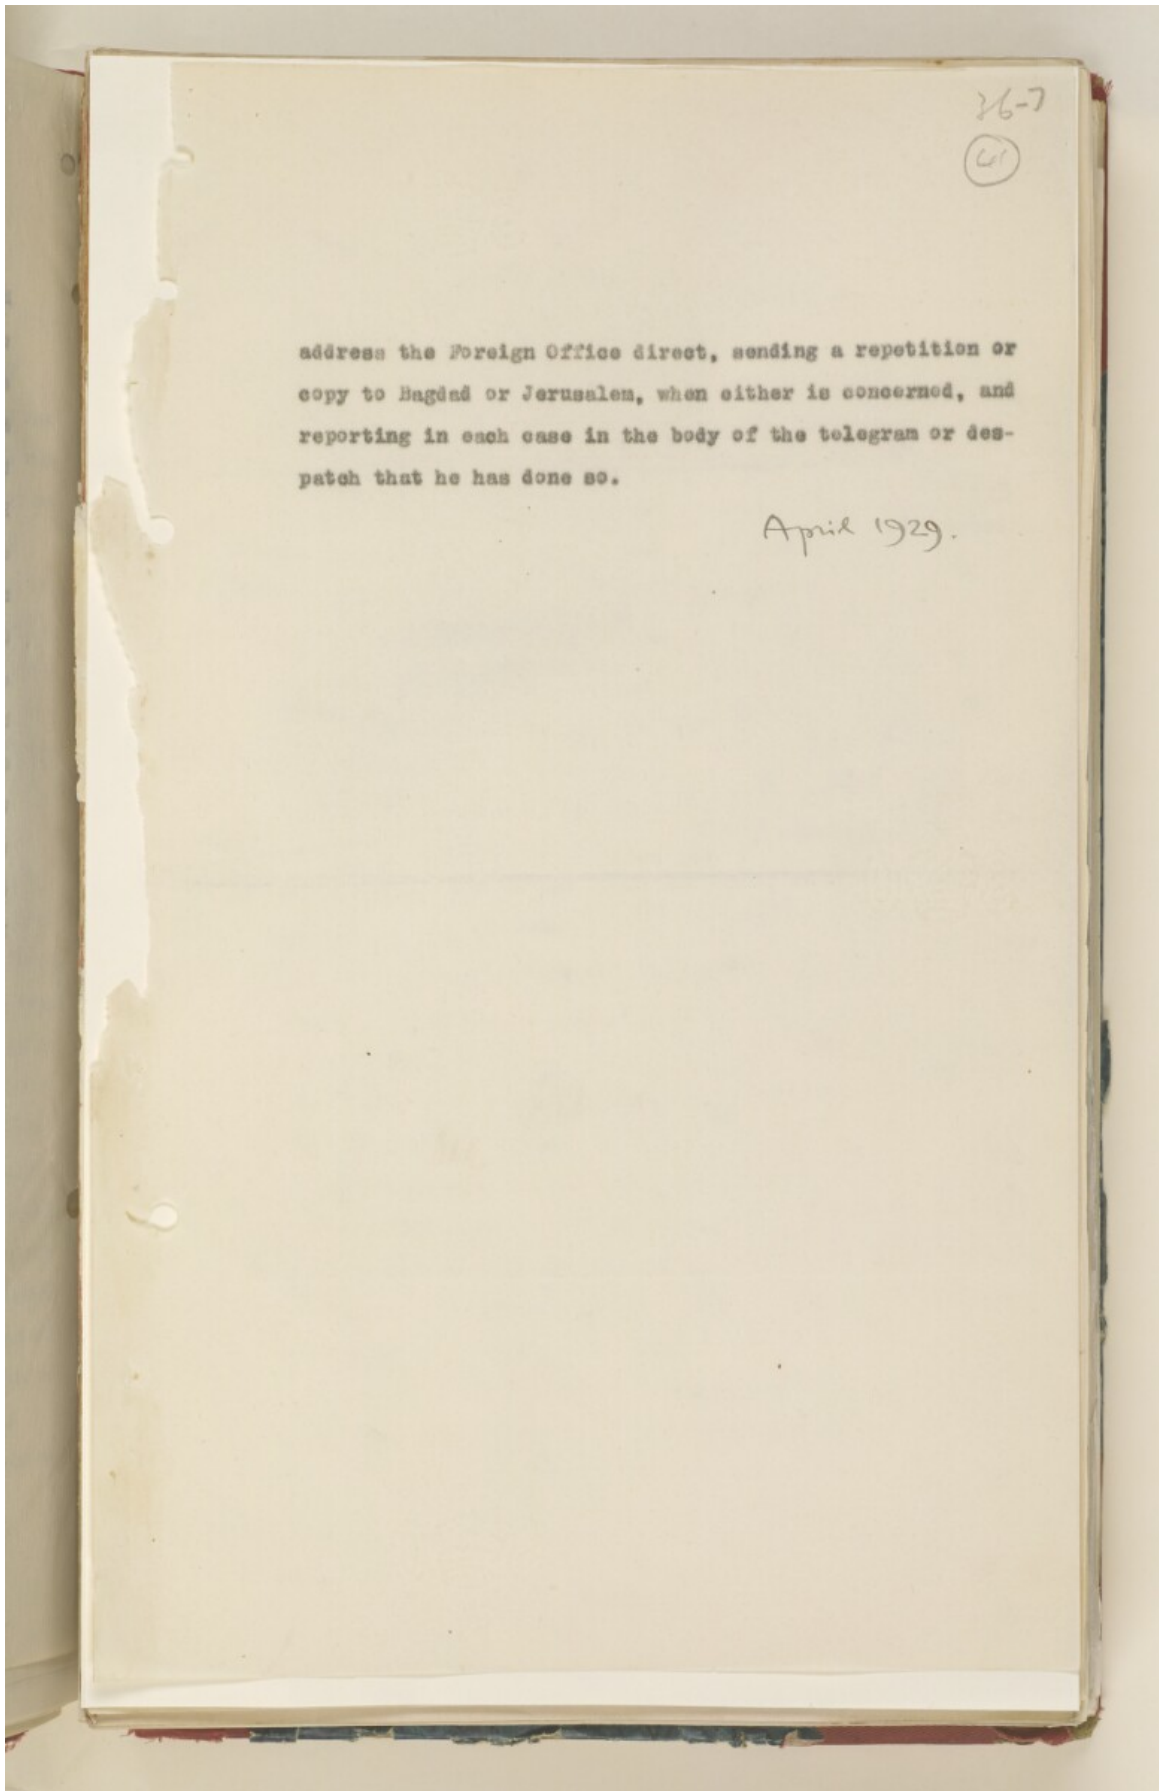 36-7
address the Foreign Office direct, sending a repetition or
copy to Bagdad or Jerusalem, when either is concerned, and
reporting in each case in the body of the telegram or des-
patch that he has done so.
April 1929.